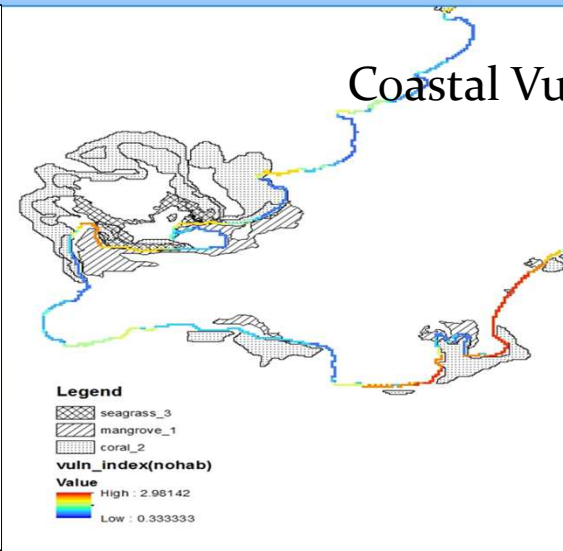 Coastal Vu
Legend
seagrass_3
mangrove_1
coral_2
vuln_index(nohab)
Value
High : 2.98142
Low : 0.333333